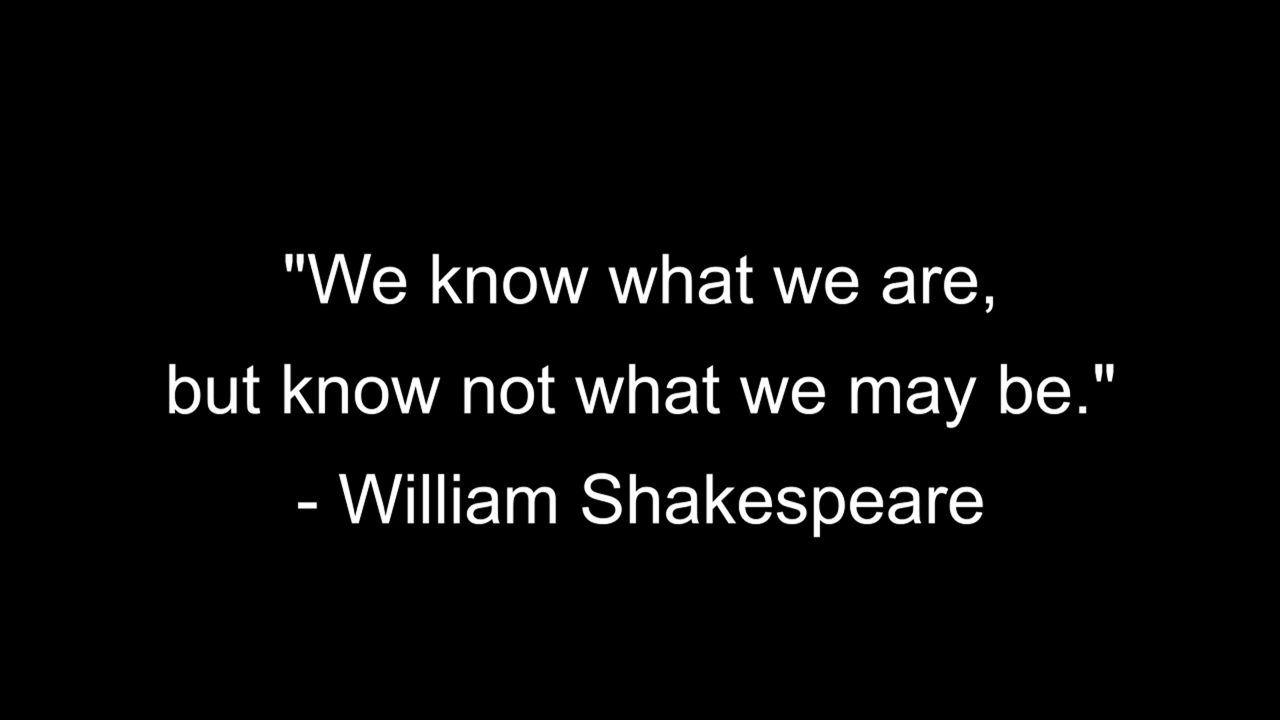 "We know what we are,
but know not what we may be."
- William Shakespeare